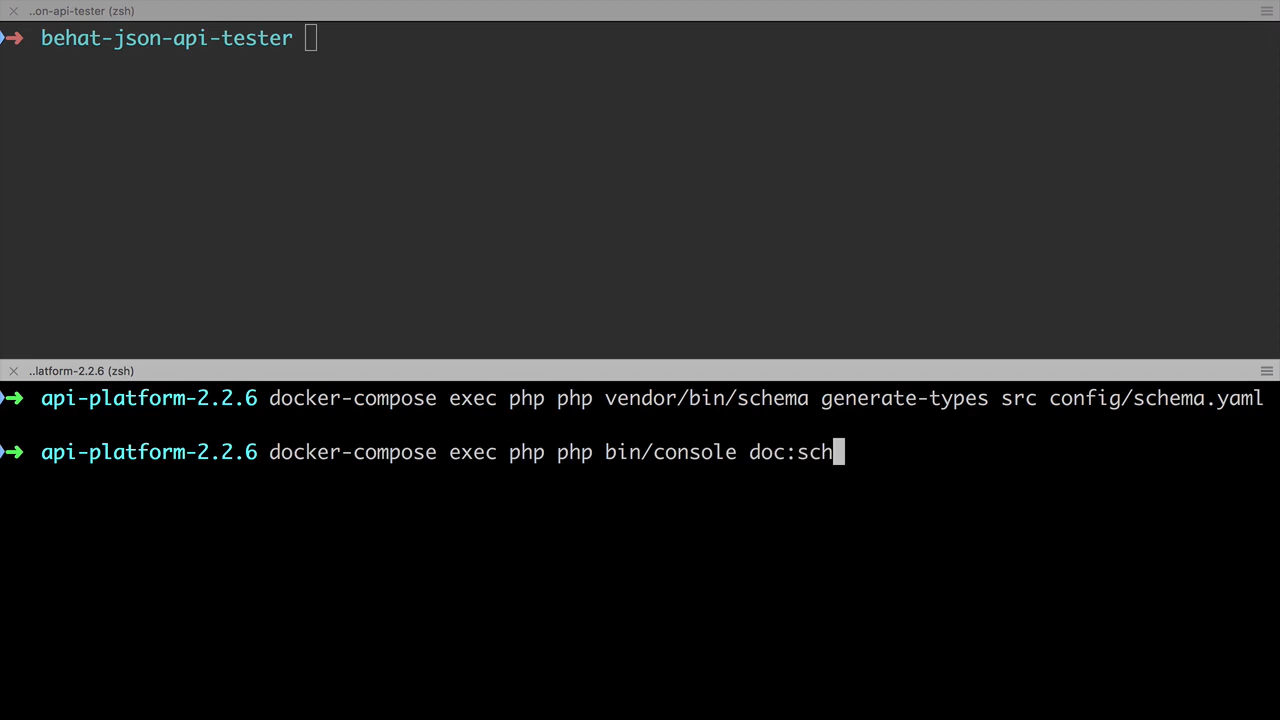 ..on-api-tester (zsh)
➜ behat-json-api-tester
..latform-2.2.6 (zsh)
➜ api-platform-2.2.6 docker-compose exec php php vendor/bin/schema generate-types src config/schema.yaml
➜ api-platform-2.2.6 docker-compose exec php php bin/console doc:sch